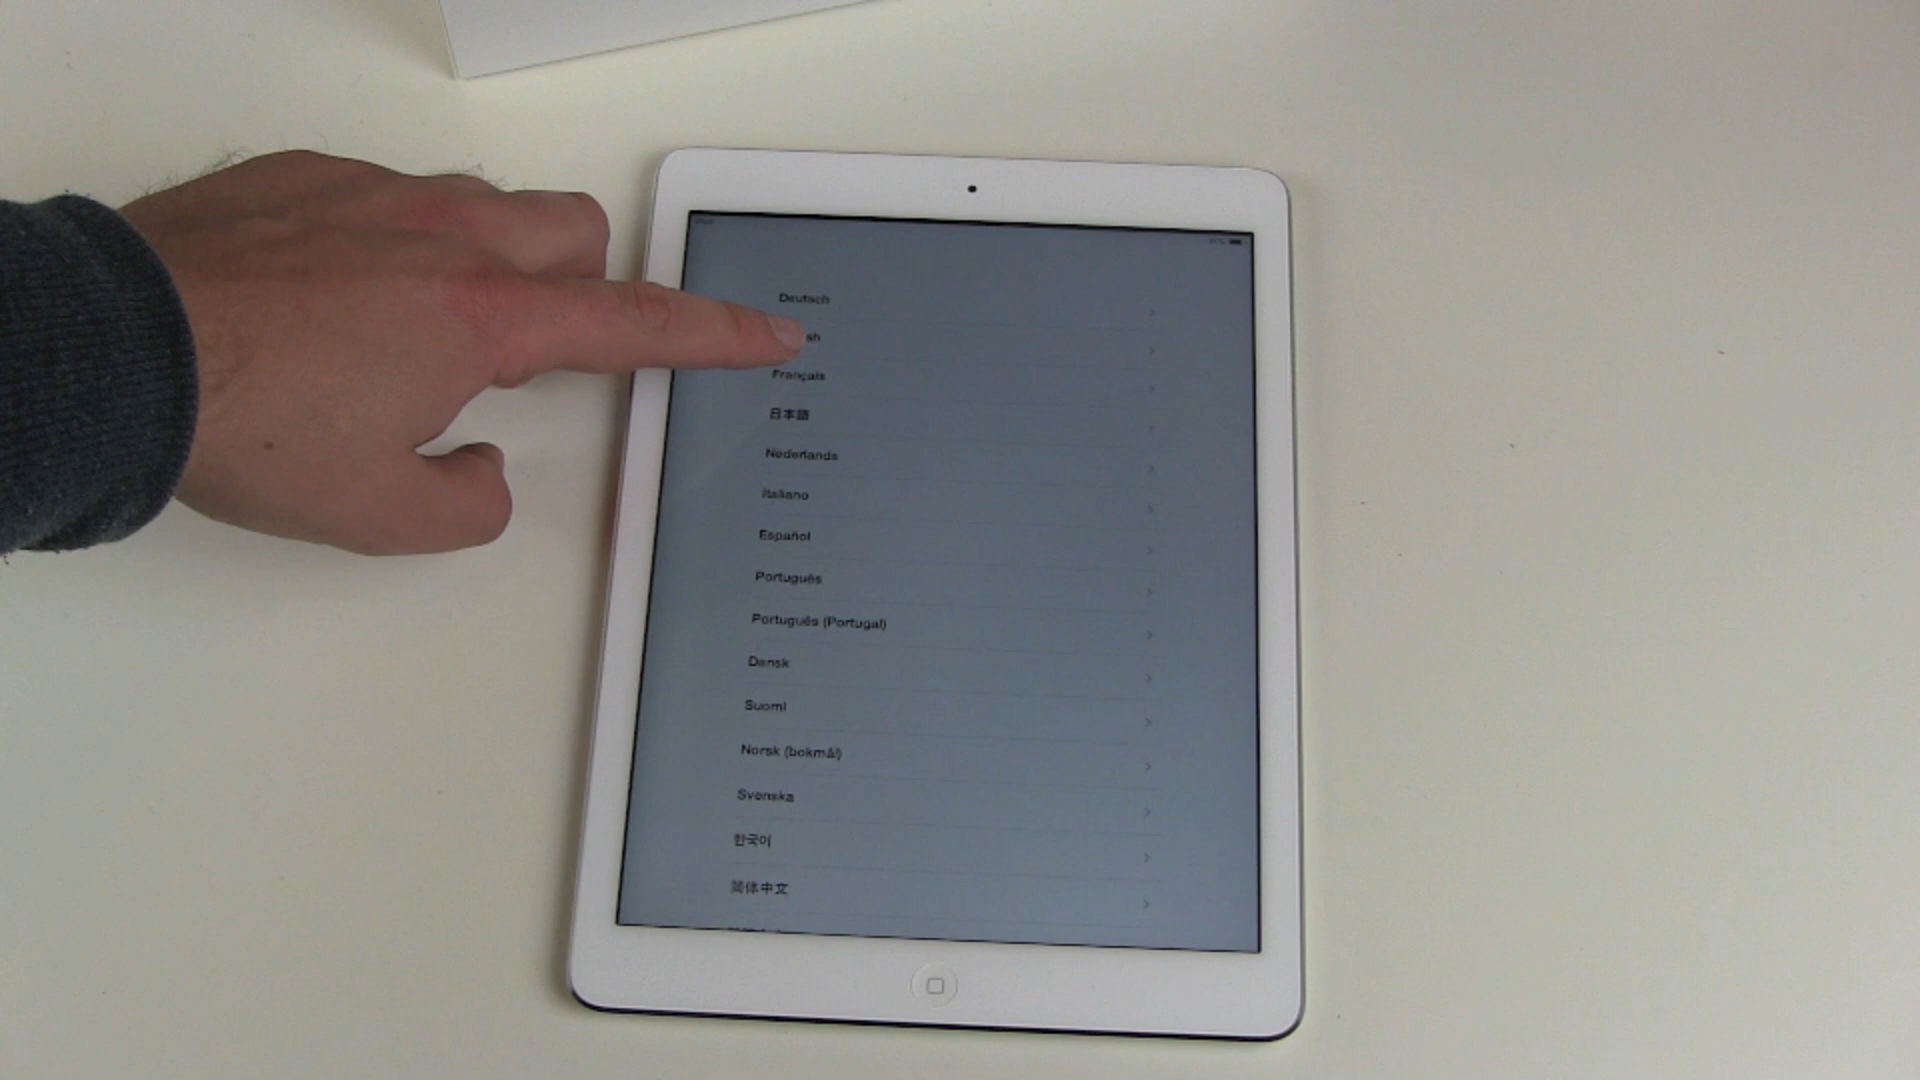 Deutsch
sh
Français
日本語
Nederlands
Italiano
Español
Português
Português (Portugal)
Dansk
Suomi
Norsk (bokmål)
Svenska
한국어
简体中文